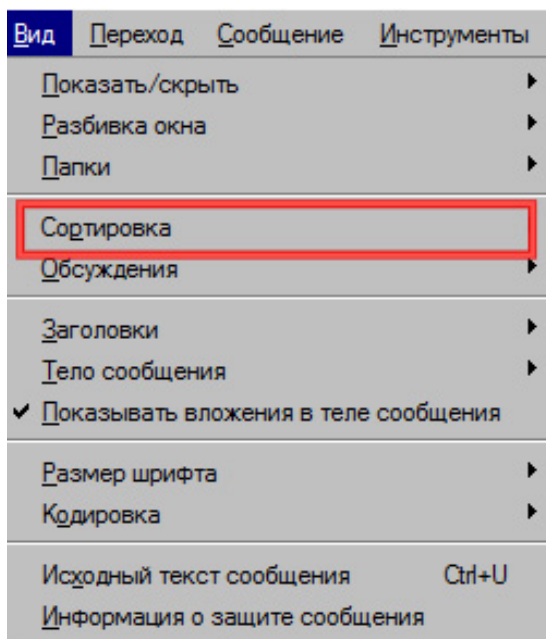 Вид Переход Сообщение Инструменты
Показать/скрыть
Разбивка окна
Папки
Сортировка
Обсуждения
Заголовки
Тело сообщения
Показывать вложения в теле сообщения
Размер шрифта
Кодировка
Исходный текст сообщения Ctrl+U
Информация о защите сообщения